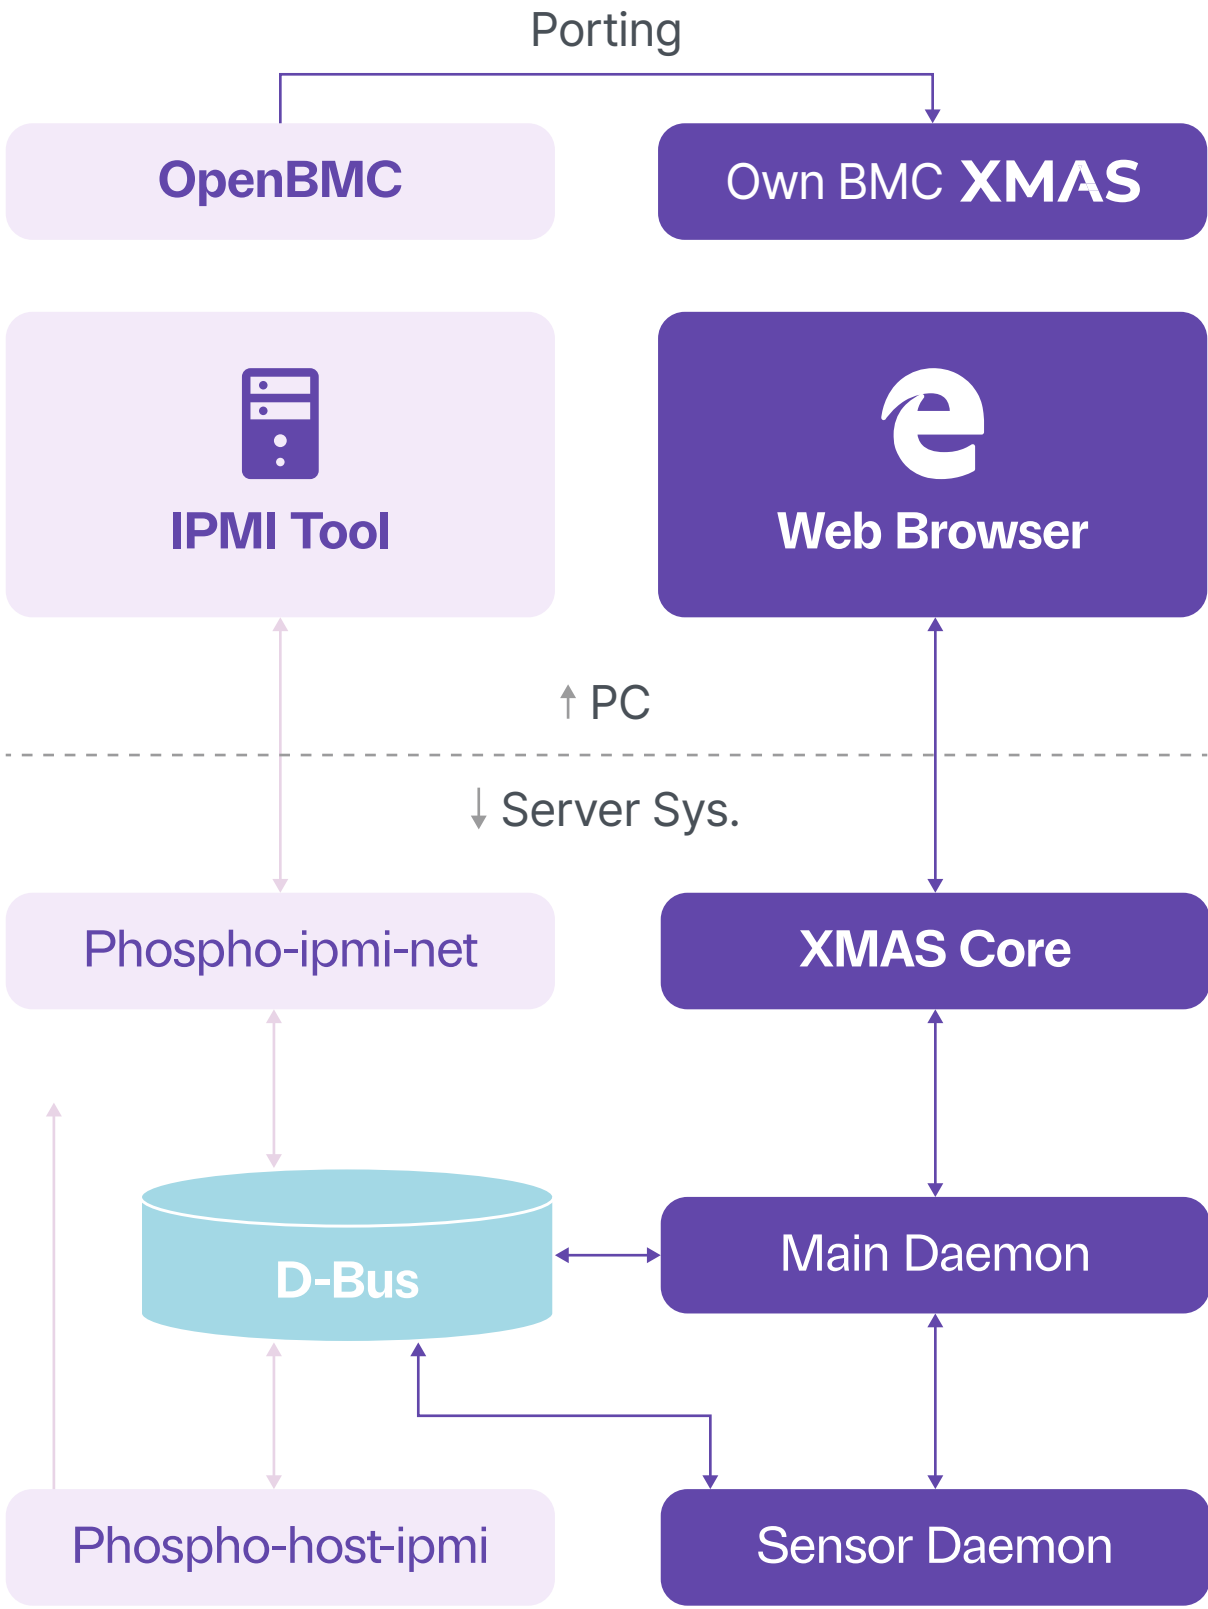 Porting
OpenBMC
Own BMC XMAS
IPMI Tool
Web Browser
PC
Server Sys.
Phospho-ipmi-net
XMAS Core
D-Bus
Main Daemon
Phospho-host-ipmi
Sensor Daemon